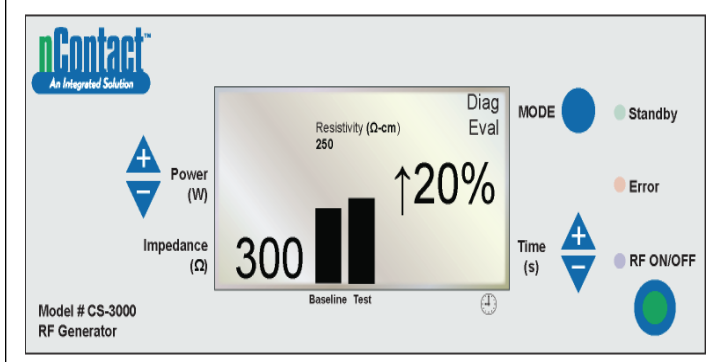 nContact™
An Integrated Solution
Diag
Eval
Resistivity (Ω-cm)
250
↑20%
300
Baseline Test
+
−
Power
(W)
Impedance
(Ω)
MODE
Standby
Error
Time
(s)
+
−
RF ON/OFF
Model # CS-3000
RF Generator